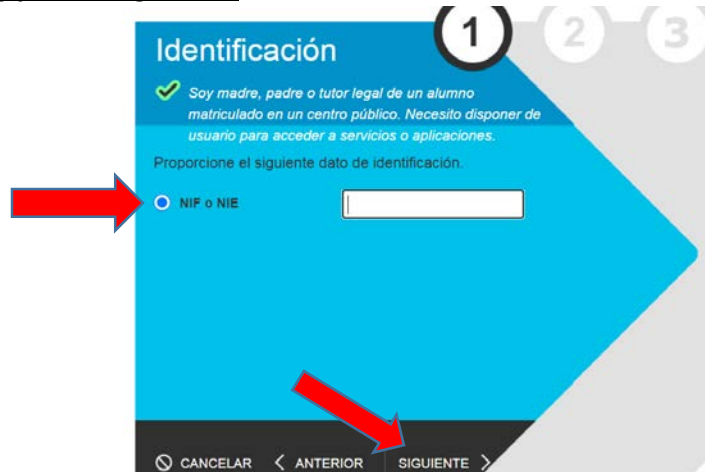 1 2 3
Identificación
Soy madre, padre o tutor legal de un alumno
matriculado en un centro público. Necesito disponer de
usuario para acceder a servicios o aplicaciones.
Proporcione el siguiente dato de identificación.
NIF o NIE
CANCELAR ANTERIOR SIGUIENTE